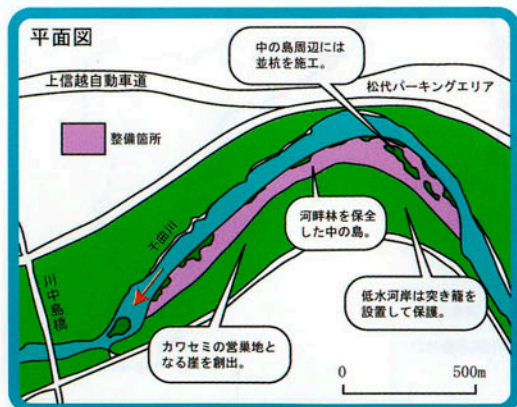 平面図
中の島周辺には
並杭を施工。
上信越自動車道
松代パーキングエリア
整備箇所
千曲川
河畔林を保全
した中の島。
川中島橋
低水河岸は突き籠を
設置して保護。
カワセミの営巣地と
なる崖を創出。
0
500m